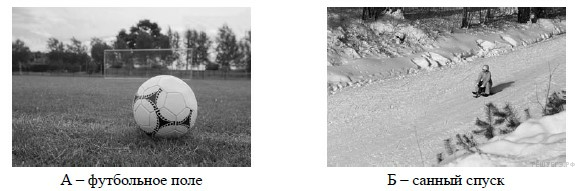 А – футбольное поле
Б – санный спуск